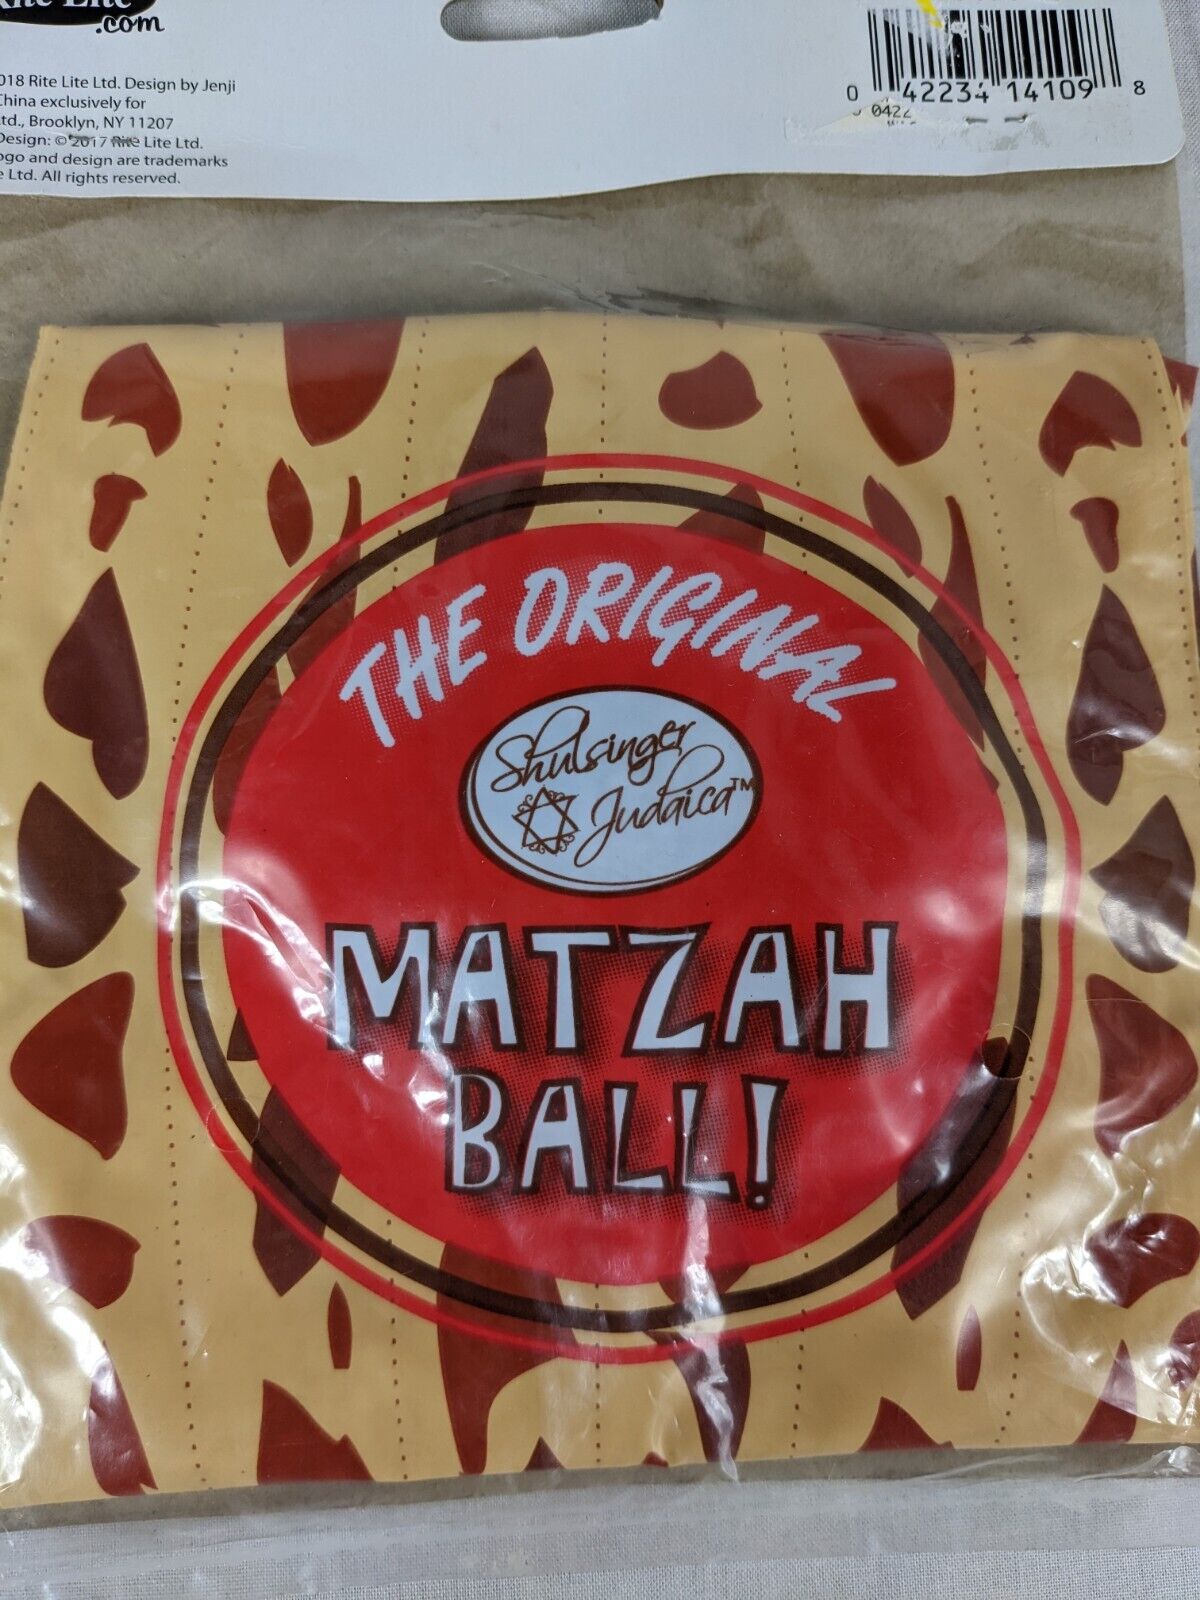 Rite Lite
.com
018 Rite Lite Ltd. Design by Jenji
China exclusively for
td., Brooklyn, NY 11207
Design: © 2017 Rite Lite Ltd.
ogo and design are trademarks
e Ltd. All rights reserved.
0 42234 14109 8
0422
THE ORIGINAL
Shulsinger
Judaica™
MATZAH
BALL!